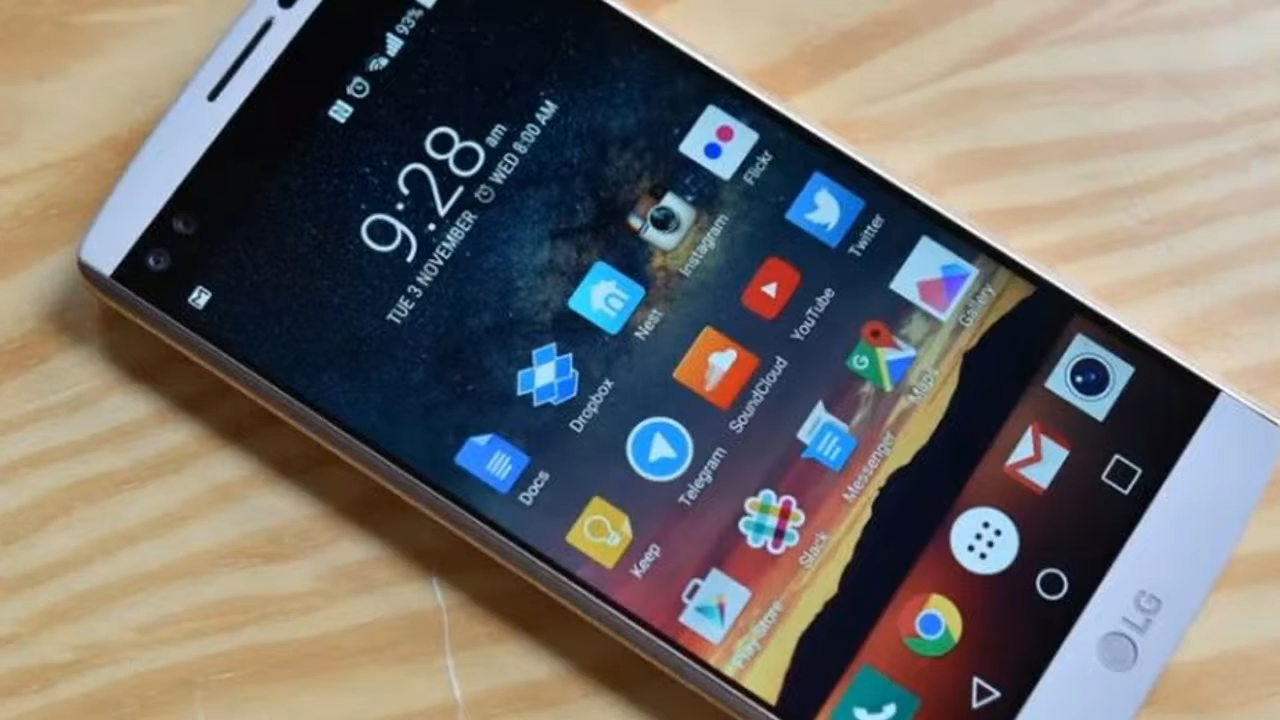 93%
9:28 am
TUE 3 NOVEMBER WED 8:00 AM
Docs
Dropbox
Nest
Instagram
Flickr
Keep
Telegram
SoundCloud
YouTube
Twitter
Play Store
Slack
Messenger
Maps
Gallery
LG